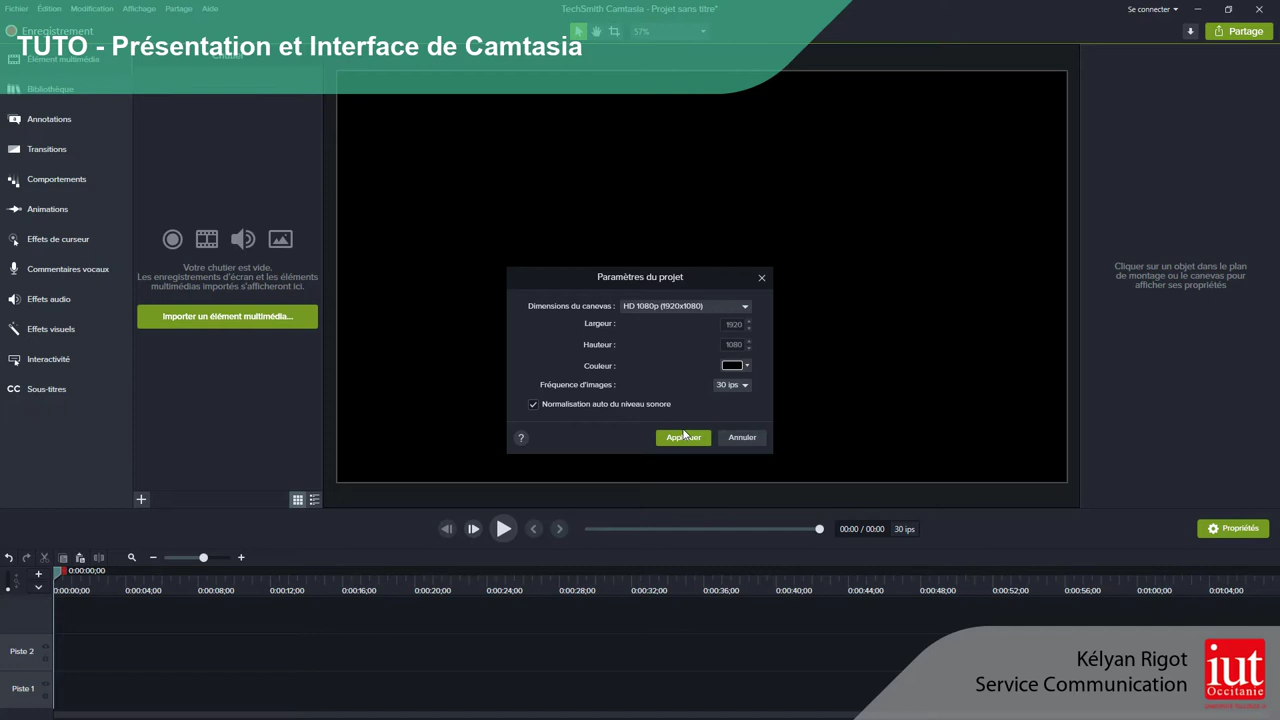 Fichier Édition Modification Affichage Partage Aide
TechSmith Camtasia - Projet sans titre*
Se connecter
Enregistrement
57%
Partage
TUTO - Présentation et Interface de Camtasia
Élément multimédia
Chutier
Bibliothèque
Annotations
Transitions
Comportements
Animations
Effets de curseur
Commentaires vocaux
Effets audio
Effets visuels
Interactivité
CC Sous-titres
Votre chutier est vide.
Les enregistrements d'écran et les éléments
multimédias importés s'afficheront ici.
Importer un élément multimédia...
Paramètres du projet
Dimensions du canevas : HD 1080p (1920x1080)
Largeur : 1920
Hauteur : 1080
Couleur :
Fréquence d'images : 30 ips
Normalisation auto du niveau sonore
? Appliquer Annuler
Cliquer sur un objet dans le plan
de montage ou le canevas pour
afficher ses propriétés
00:00 / 00:00 30 ips
Propriétés
0:00:00;00
0:00:00;00 0:00:04;00 0:00:08;00 0:00:12;00 0:00:16;00 0:00:20;00 0:00:24;00 0:00:28;00 0:00:32;00 0:00:36;00 0:00:40;00 0:00:44;00 0:00:48;00 0:00:52;00 0:00:56;00 0:01:00;00 0:01:04;00
Piste 2
Piste 1
Kélyan Rigot
Service Communication
iut
Occitanie